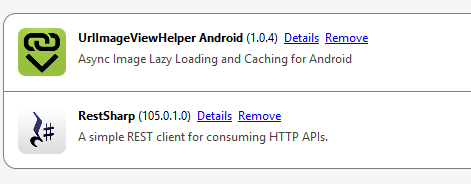 UrlImageViewHelper Android (1.0.4) Details Remove
Async Image Lazy Loading and Caching for Android
RestSharp (105.0.1.0) Details Remove
A simple REST client for consuming HTTP APIs.